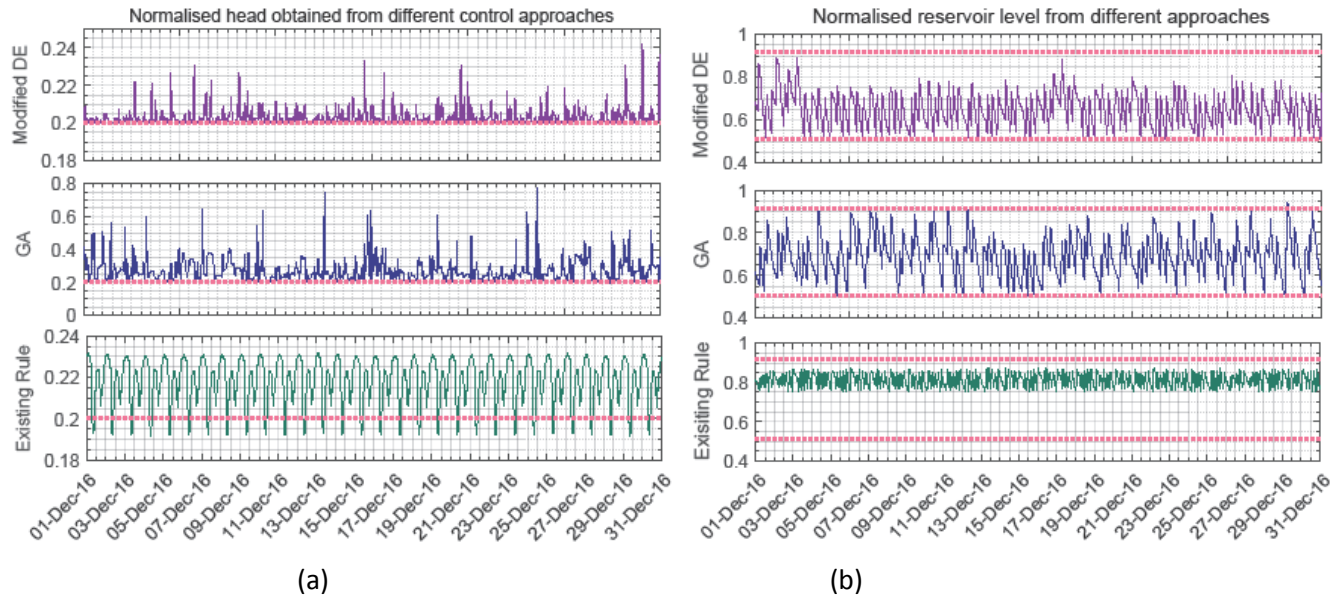 Normalised head obtained from different control approaches
Modified DE
0.24
0.22
0.2
0.18
GA
0.8
0.6
0.4
0.2
0
Existing Rule
0.24
0.22
0.2
0.18
01-Dec-16
03-Dec-16
05-Dec-16
07-Dec-16
09-Dec-16
11-Dec-16
13-Dec-16
15-Dec-16
17-Dec-16
19-Dec-16
21-Dec-16
23-Dec-16
25-Dec-16
27-Dec-16
29-Dec-16
31-Dec-16
(a)
Normalised reservoir level from different approaches
Modified DE
1
0.8
0.6
0.4
GA
1
0.8
0.6
0.4
Exisiting Rule
1
0.8
0.6
0.4
01-Dec-16
03-Dec-16
05-Dec-16
07-Dec-16
09-Dec-16
11-Dec-16
13-Dec-16
15-Dec-16
17-Dec-16
19-Dec-16
21-Dec-16
23-Dec-16
25-Dec-16
27-Dec-16
29-Dec-16
31-Dec-16
(b)